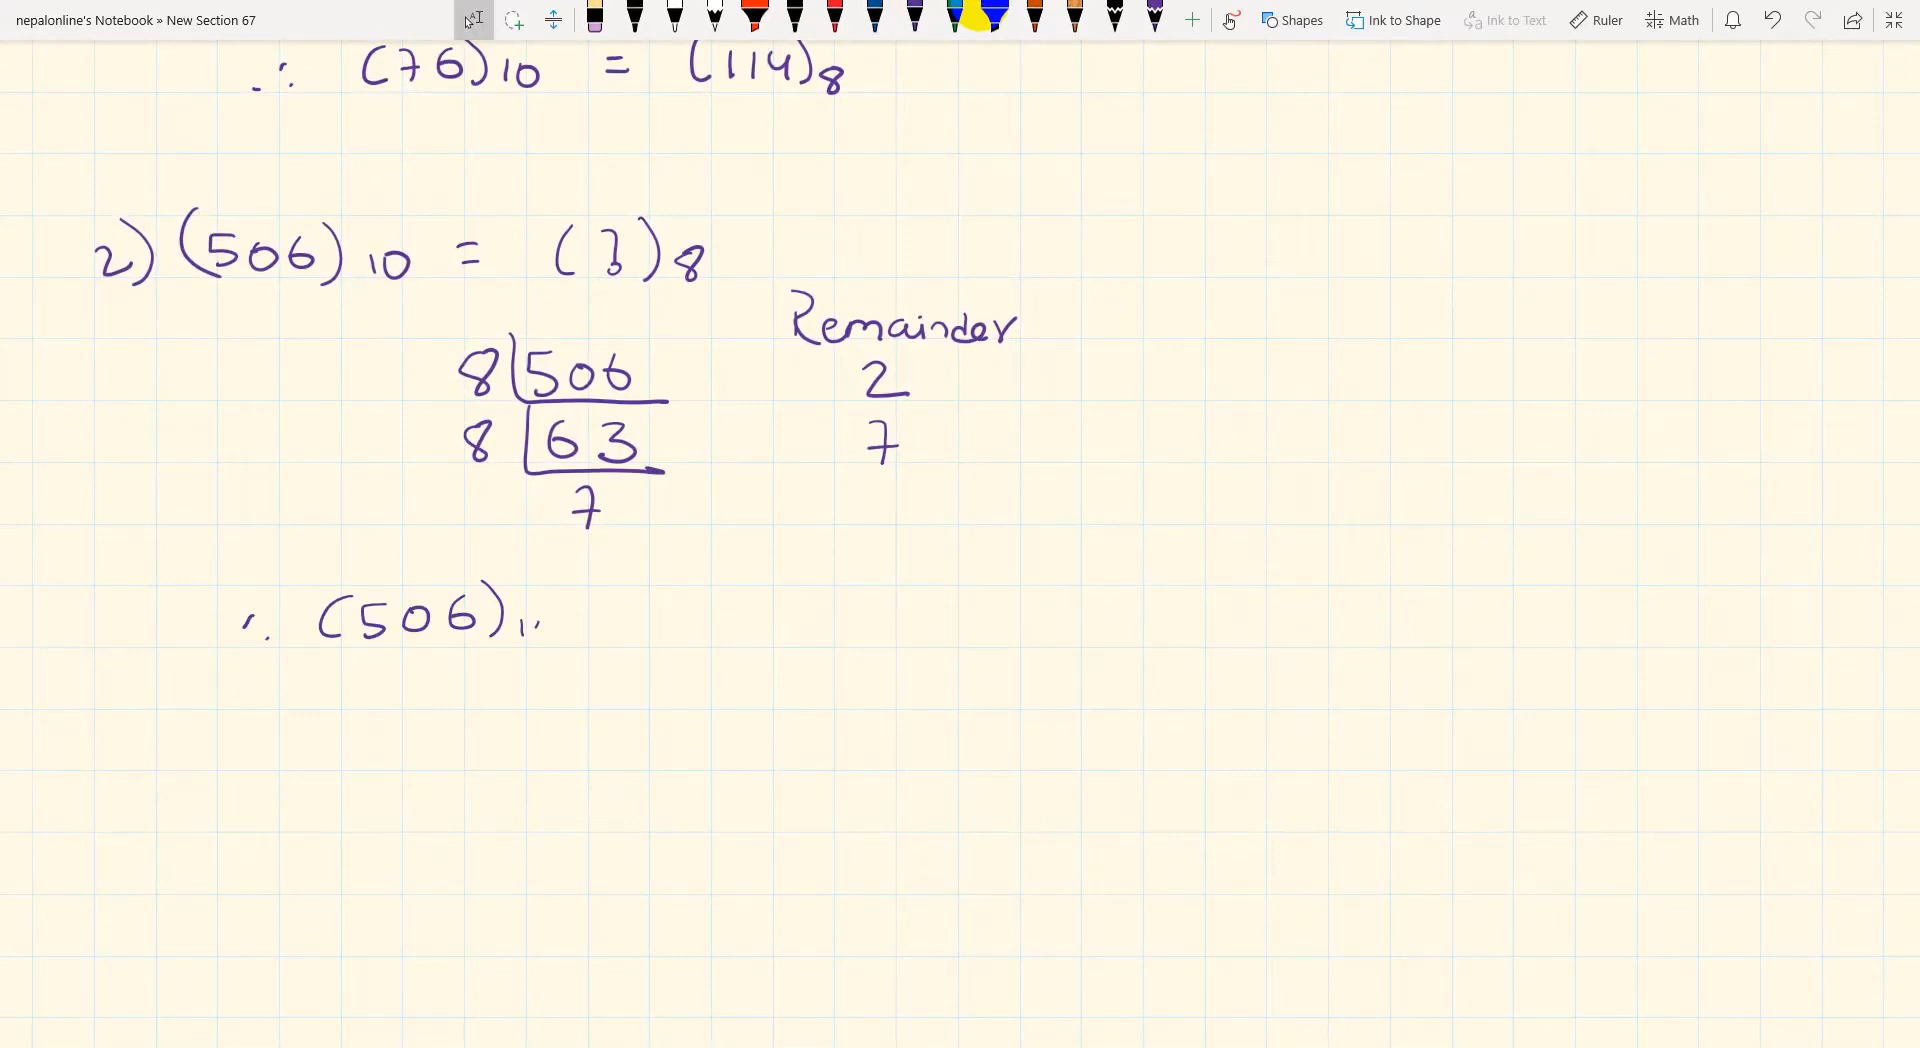 nepalonline's Notebook » New Section 67
Shapes Ink to Shape Ink to Text Ruler Math
∴ (76)10 = (114)8
2) (506)10 = (?)8
Remainder
8 506 2
8 63 7
7
∴ (506)1